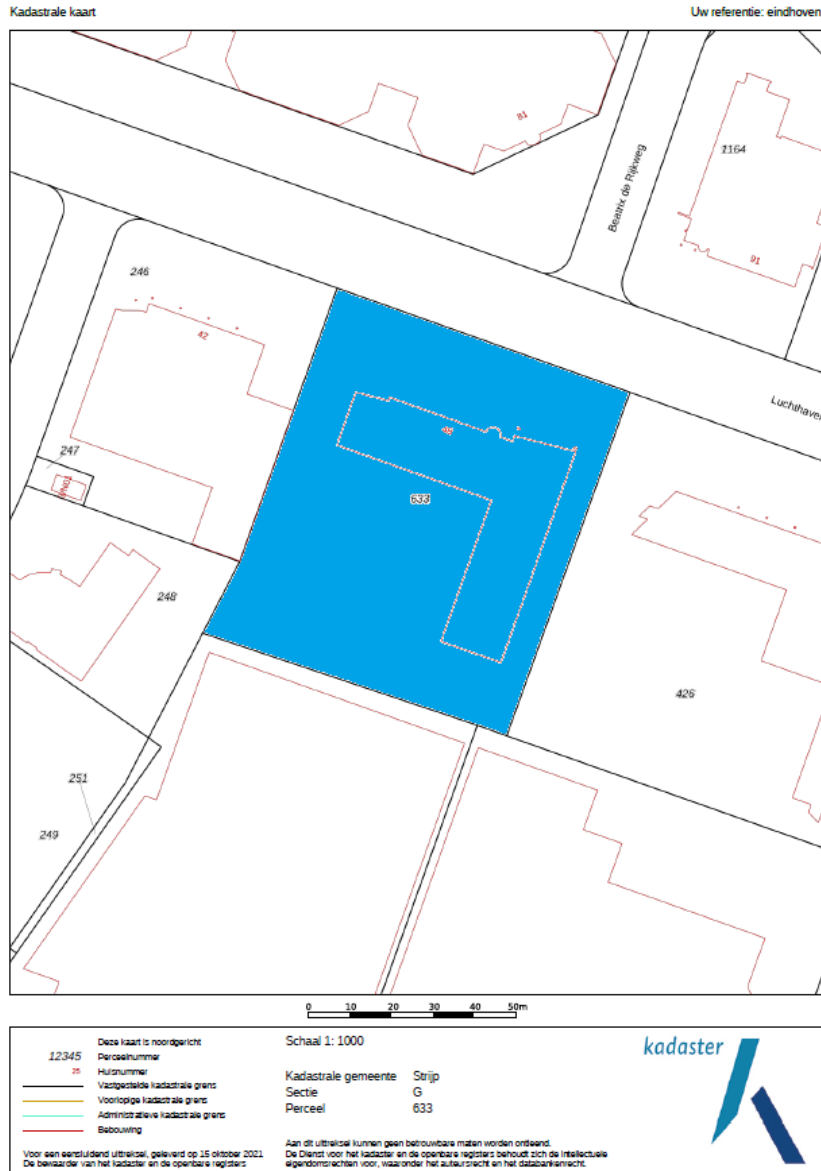 Kadastrale kaart
Uw referentie: eindhoven
81
Beatrix de Rijkweg
1164
91
246
42
Luchthaven
247
633
248
426
251
249
0 10 20 30 40 50m
Deze kaart is noordgericht
12345 Perceelnummer
25 Huisnummer
Vastgestelde kadastrale grens
Voorlopige kadastrale grens
Administratieve kadastrale grens
Bebouwing
Voor een eensluidend uittreksel, geleverd op 15 oktober 2021
De bewaarder van het kadaster en de openbare registers
Schaal 1: 1000
Kadastrale gemeente Strijp
Sectie G
Perceel 633
Aan dit uittreksel kunnen geen betrouwbare maten worden ontleend.
De Dienst voor het kadaster en de openbare registers behoudt zich de intellectuele
eigendomsrechten voor, waaronder het auteursrecht en het databankenrecht.
kadaster